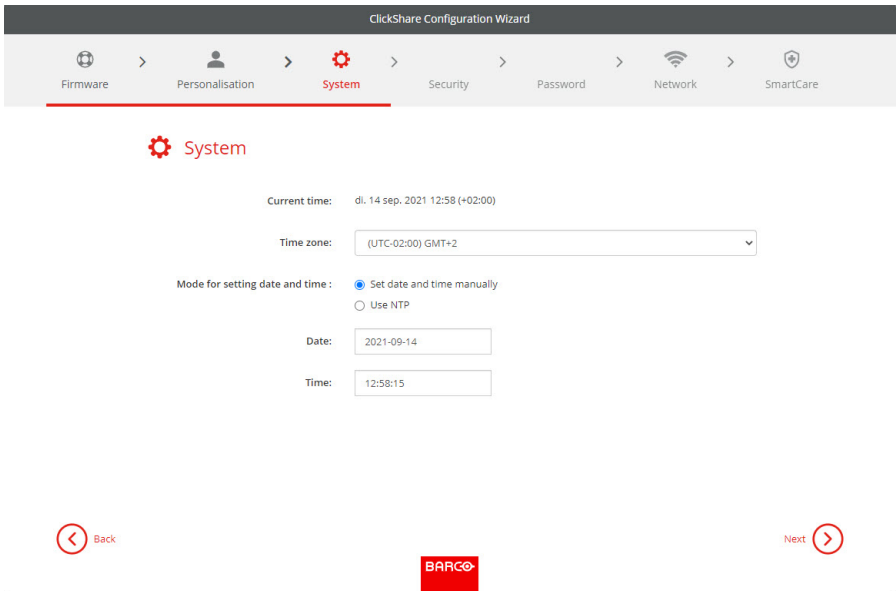 ClickShare Configuration Wizard
Firmware
Personalisation
System
Security
Password
Network
SmartCare
System
Current time: di. 14 sep. 2021 12:58 (+02:00)
Time zone: (UTC-02:00) GMT+2
Mode for setting date and time : Set date and time manually
Use NTP
Date: 2021-09-14
Time: 12:58:15
Back
Next
BARCO